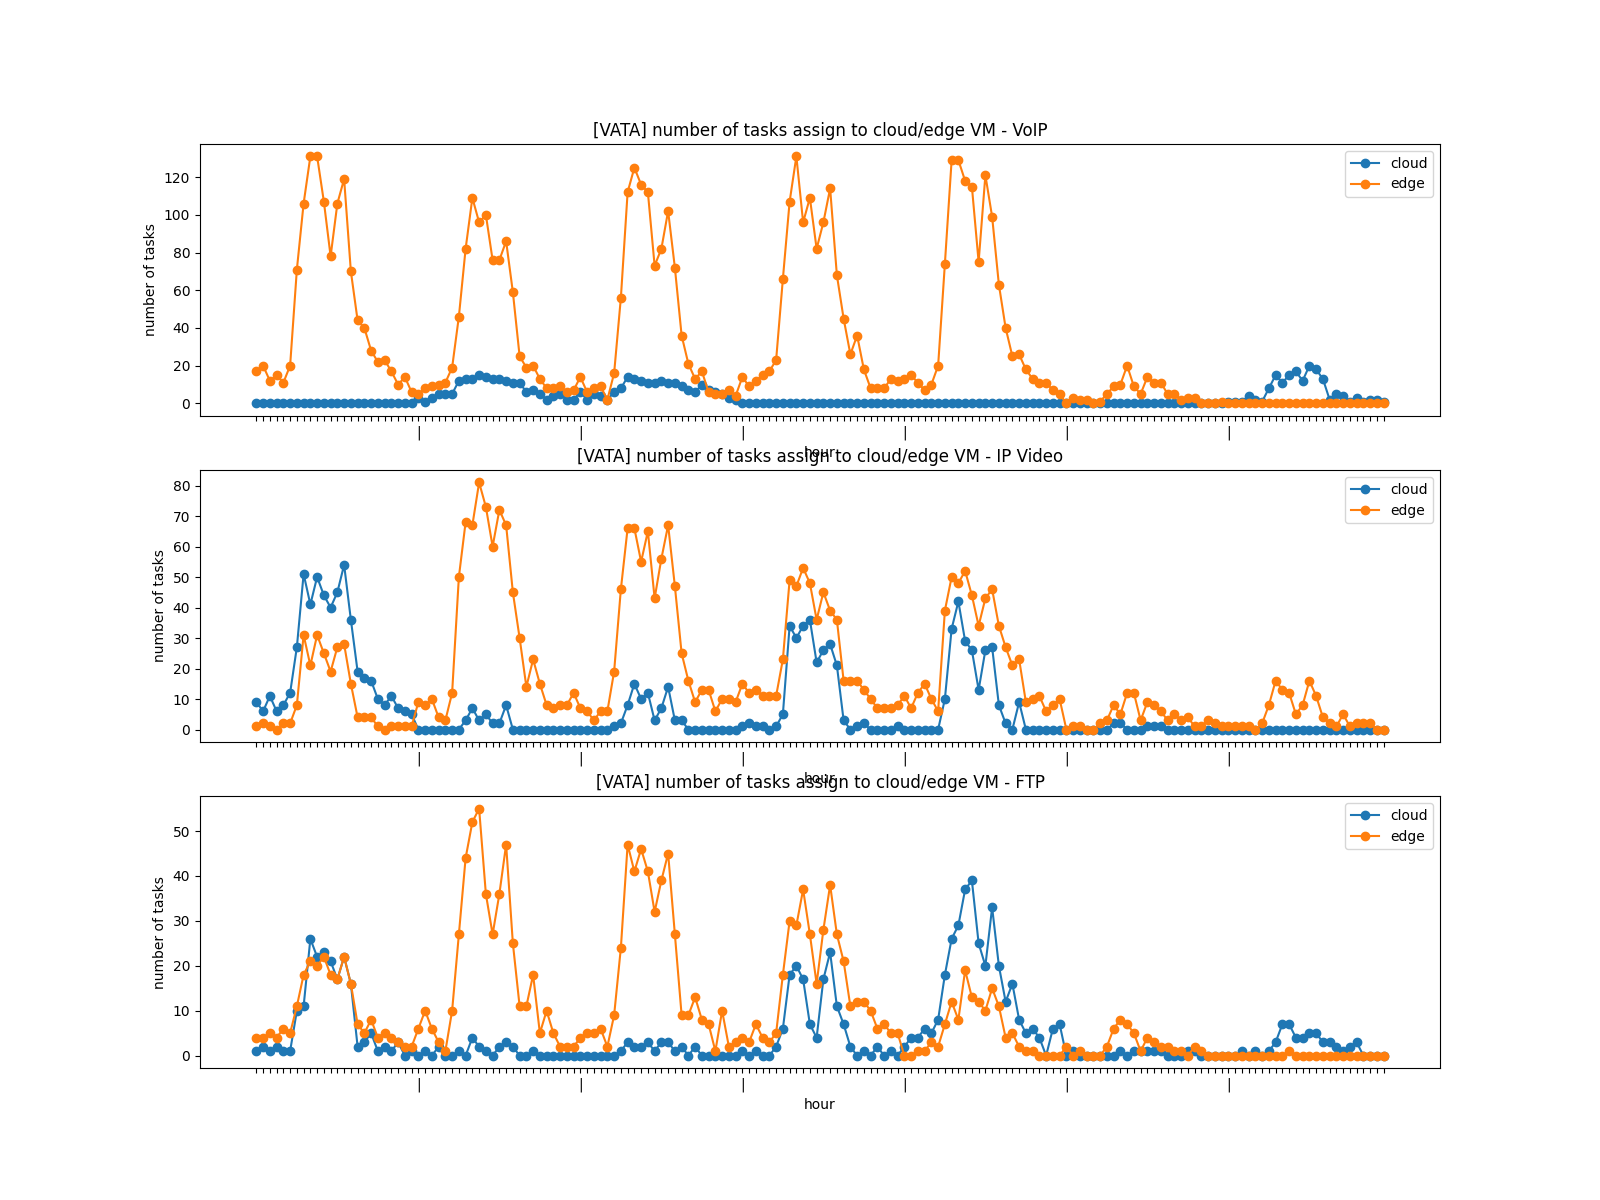 [VATA] number of tasks assign to cloud/edge VM - VoIP
number of tasks
120
100
80
60
40
20
0
cloud
edge
hour
[VATA] number of tasks assign to cloud/edge VM - IP Video
number of tasks
80
70
60
50
40
30
20
10
0
cloud
edge
hour
[VATA] number of tasks assign to cloud/edge VM - FTP
number of tasks
50
40
30
20
10
0
cloud
edge
hour